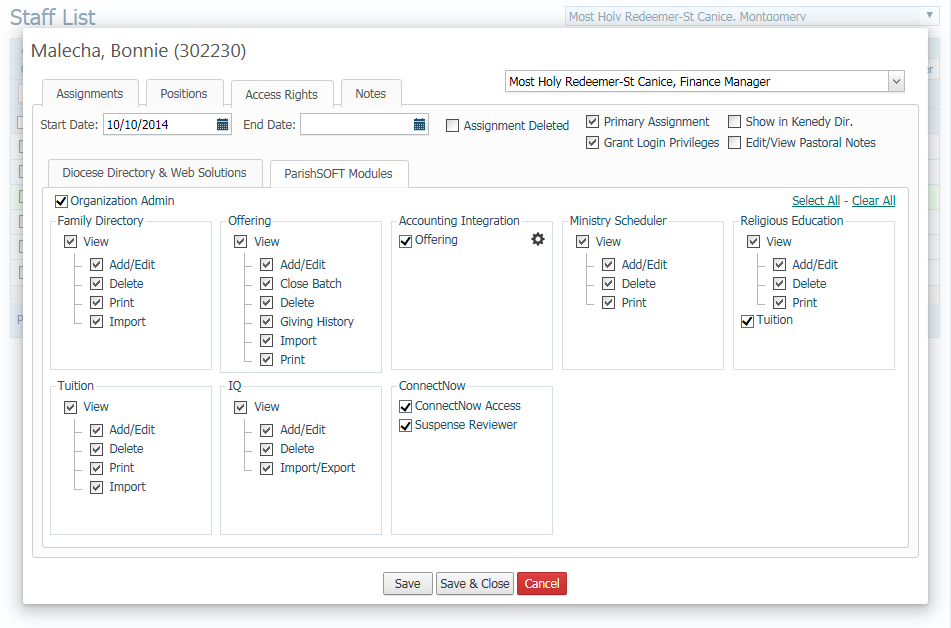 Staff List
Most Holy Redeemer-St Canice, Montgomery
Malecha, Bonnie (302230)
Assignments
Positions
Access Rights
Notes
Most Holy Redeemer-St Canice, Finance Manager
Start Date: 10/10/2014
End Date:
Assignment Deleted
Primary Assignment
Show in Kenedy Dir.
Grant Login Privileges
Edit/View Pastoral Notes
Diocese Directory & Web Solutions
ParishSOFT Modules
Organization Admin
Select All - Clear All
Family Directory
View
Add/Edit
Delete
Print
Import
Offering
View
Add/Edit
Close Batch
Delete
Giving History
Import
Print
Accounting Integration
Offering
Ministry Scheduler
View
Add/Edit
Delete
Print
Religious Education
View
Add/Edit
Delete
Print
Tuition
Tuition
View
Add/Edit
Delete
Print
Import
IQ
View
Add/Edit
Delete
Import/Export
ConnectNow
ConnectNow Access
Suspense Reviewer
Save
Save & Close
Cancel